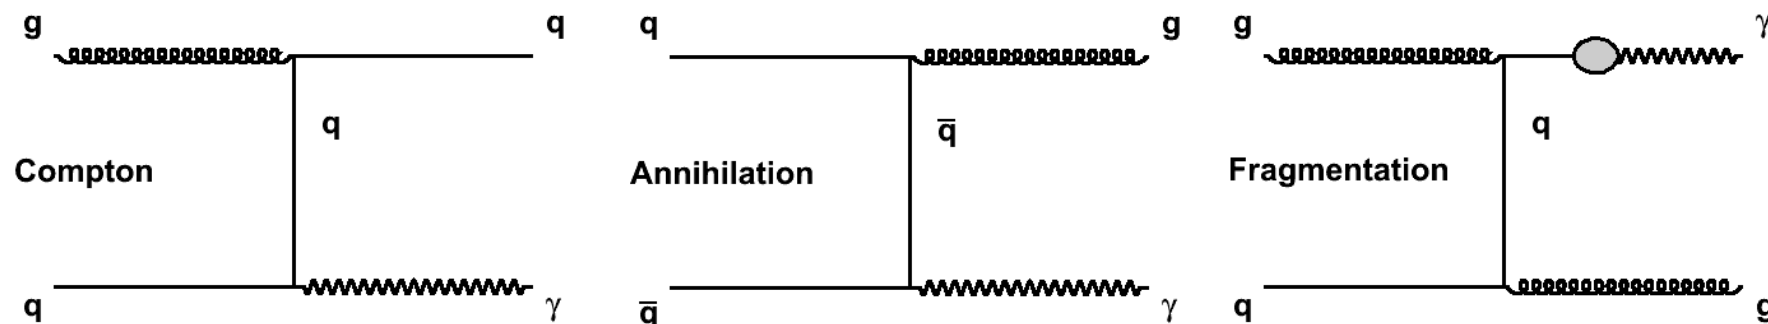 g q
q
Compton
q γ
q g
q̅
Annihilation
q̅ γ
g γ
q
Fragmentation
q g